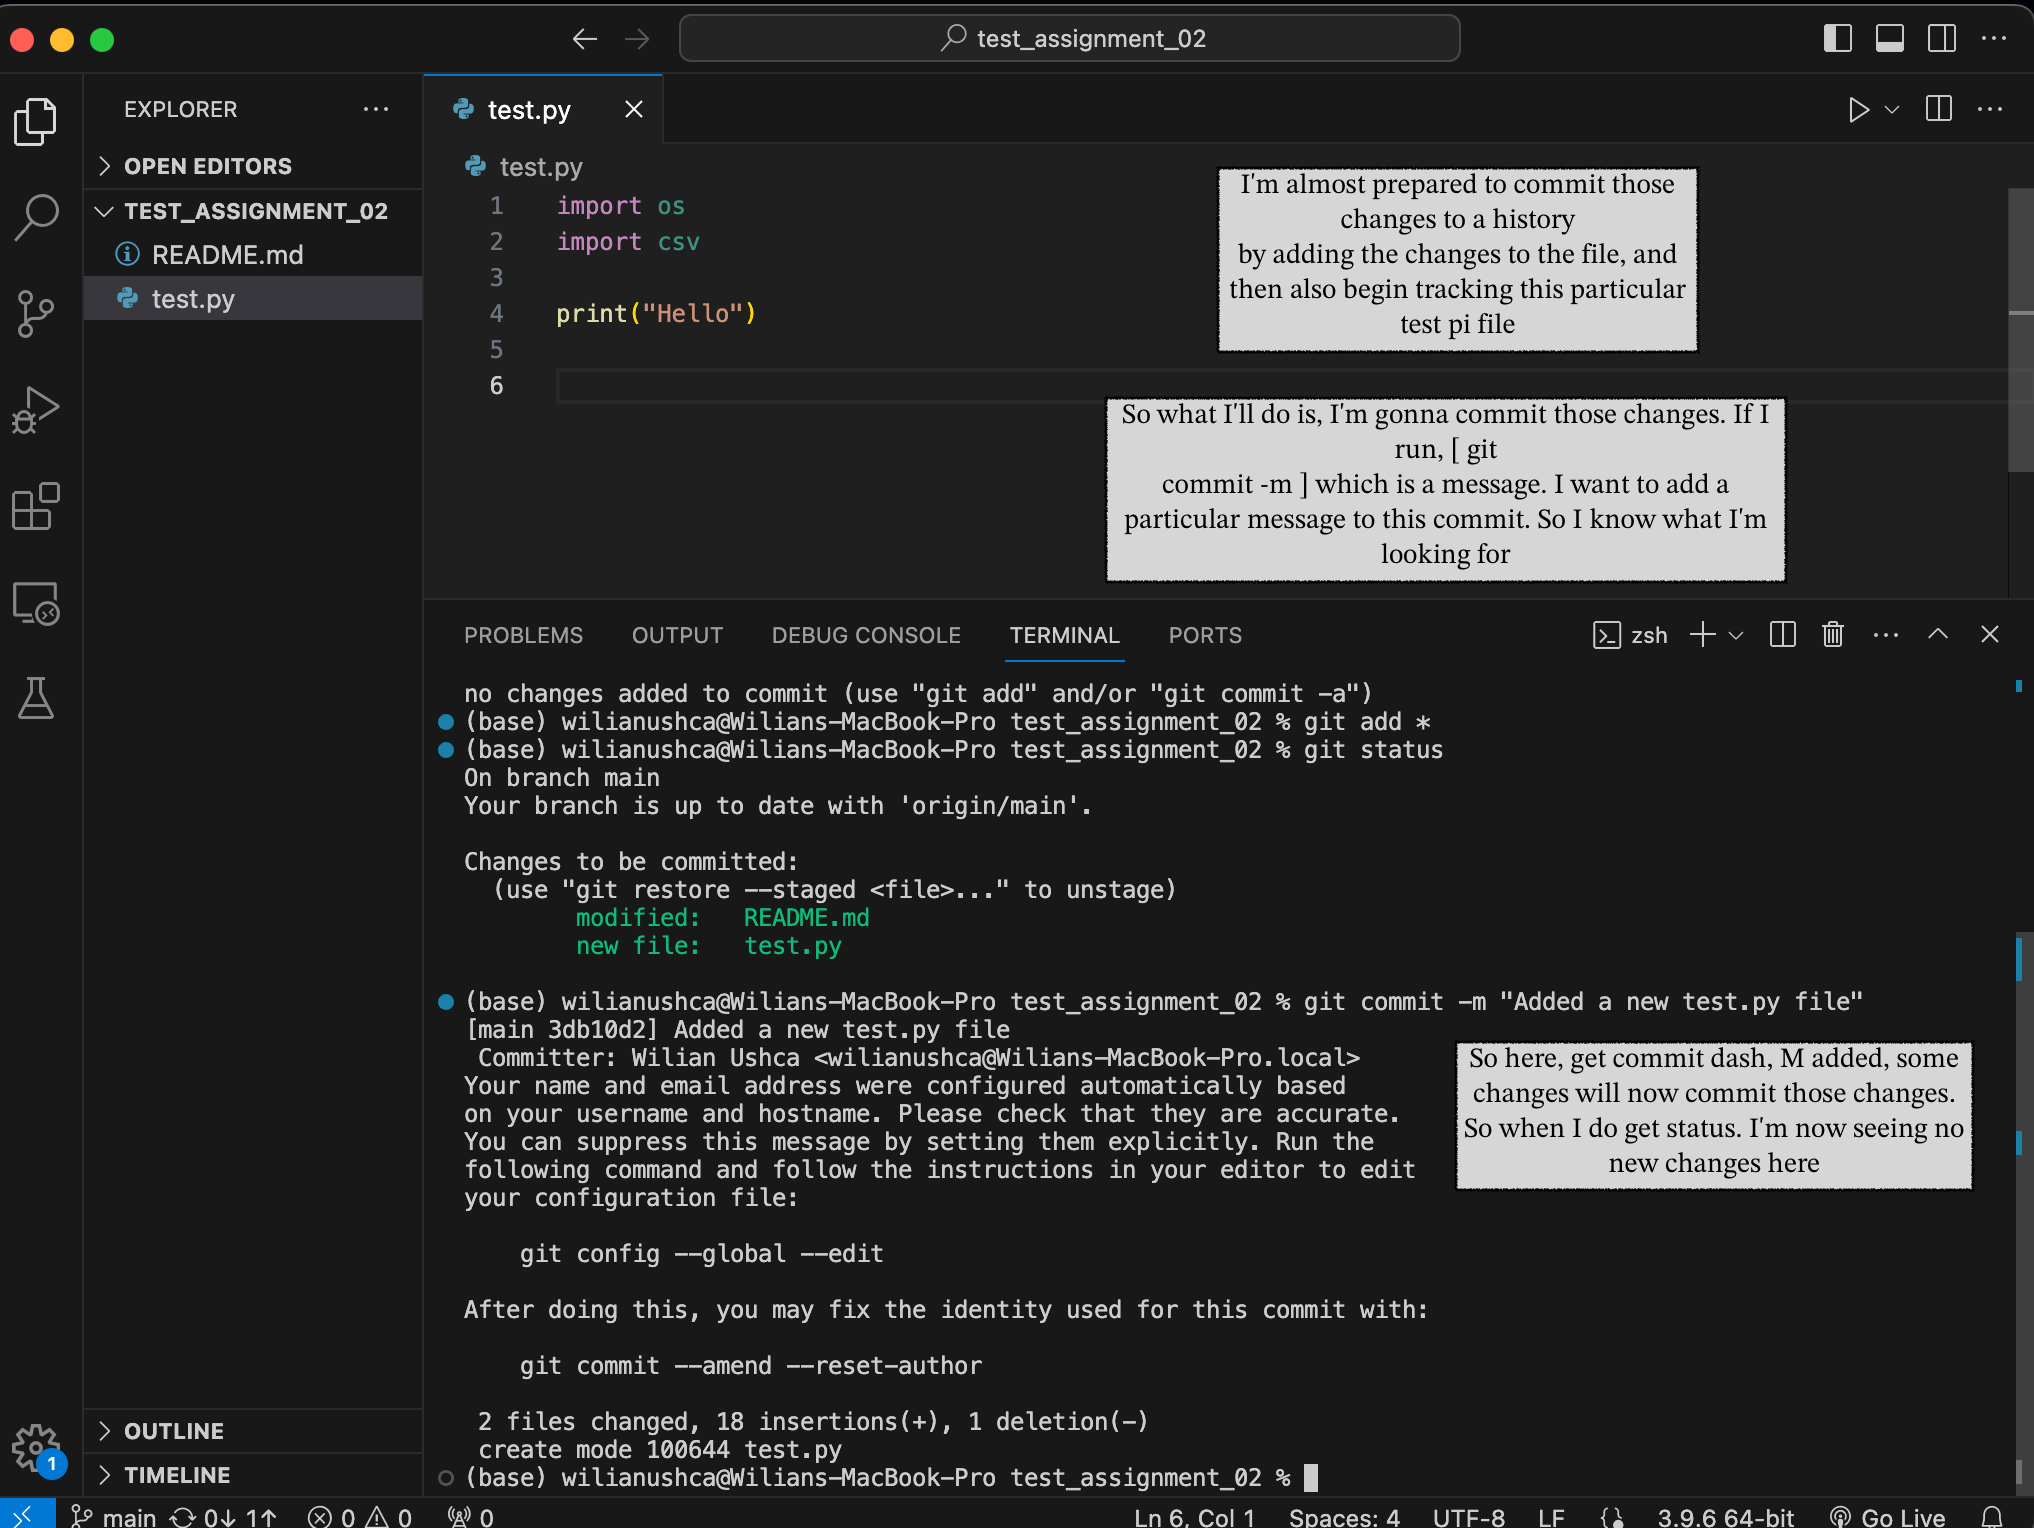 test_assignment_02
EXPLORER
OPEN EDITORS
TEST_ASSIGNMENT_02
README.md
test.py
test.py
test.py
1 import os
2 import csv
3
4 print("Hello")
5
6
I'm almost prepared to commit those
changes to a history
by adding the changes to the file, and
then also begin tracking this particular
test pi file
So what I'll do is, I'm gonna commit those changes. If I
run, [ git
commit -m ] which is a message. I want to add a
particular message to this commit. So I know what I'm
looking for
PROBLEMS OUTPUT DEBUG CONSOLE TERMINAL PORTS zsh
no changes added to commit (use "git add" and/or "git commit -a")
(base) wilianushca@Wilians-MacBook-Pro test_assignment_02 % git add *
(base) wilianushca@Wilians-MacBook-Pro test_assignment_02 % git status
On branch main
Your branch is up to date with 'origin/main'.
Changes to be committed:
(use "git restore --staged <file>..." to unstage)
modified: README.md
new file: test.py
(base) wilianushca@Wilians-MacBook-Pro test_assignment_02 % git commit -m "Added a new test.py file"
[main 3db10d2] Added a new test.py file
Committer: Wilian Ushca <wilianushca@Wilians-MacBook-Pro.local>
Your name and email address were configured automatically based
on your username and hostname. Please check that they are accurate.
You can suppress this message by setting them explicitly. Run the
following command and follow the instructions in your editor to edit
your configuration file:
git config --global --edit
After doing this, you may fix the identity used for this commit with:
git commit --amend --reset-author
2 files changed, 18 insertions(+), 1 deletion(-)
create mode 100644 test.py
(base) wilianushca@Wilians-MacBook-Pro test_assignment_02 %
So here, get commit dash, M added, some
changes will now commit those changes.
So when I do get status. I'm now seeing no
new changes here
OUTLINE
TIMELINE
1
main 0↓ 1↑ 0 0 0 Ln 6, Col 1 Spaces: 4 UTF-8 LF 3.9.6 64-bit Go Live